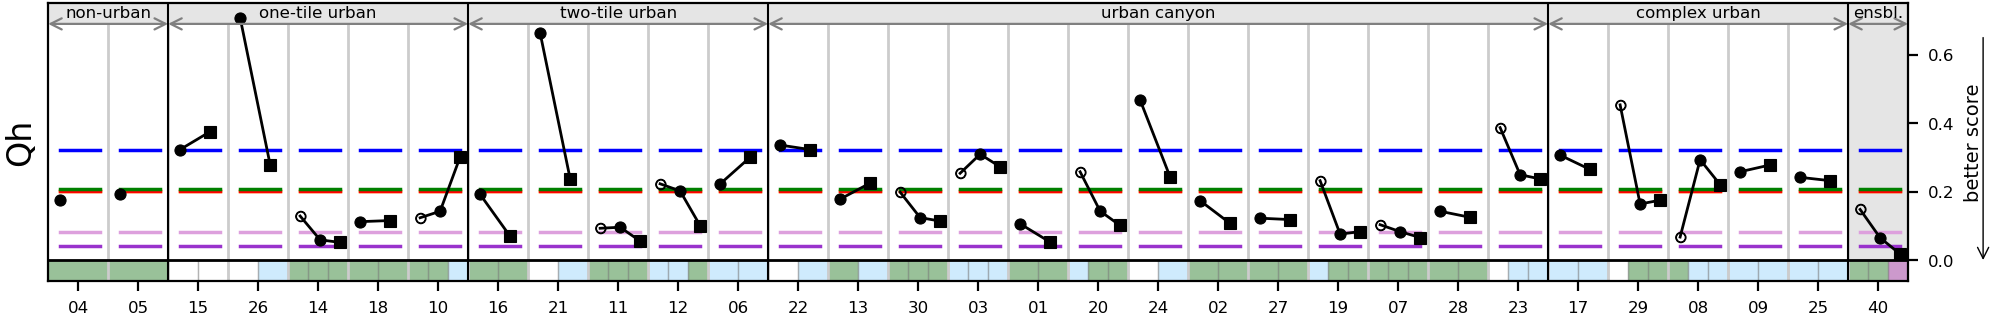 non-urban one-tile urban two-tile urban urban canyon complex urban ensbl.
Qh
0.6
0.4
0.2
0.0
better score
04 05 15 26 14 18 10 16 21 11 12 06 22 13 30 03 01 20 24 02 27 19 07 28 23 17 29 08 09 25 40